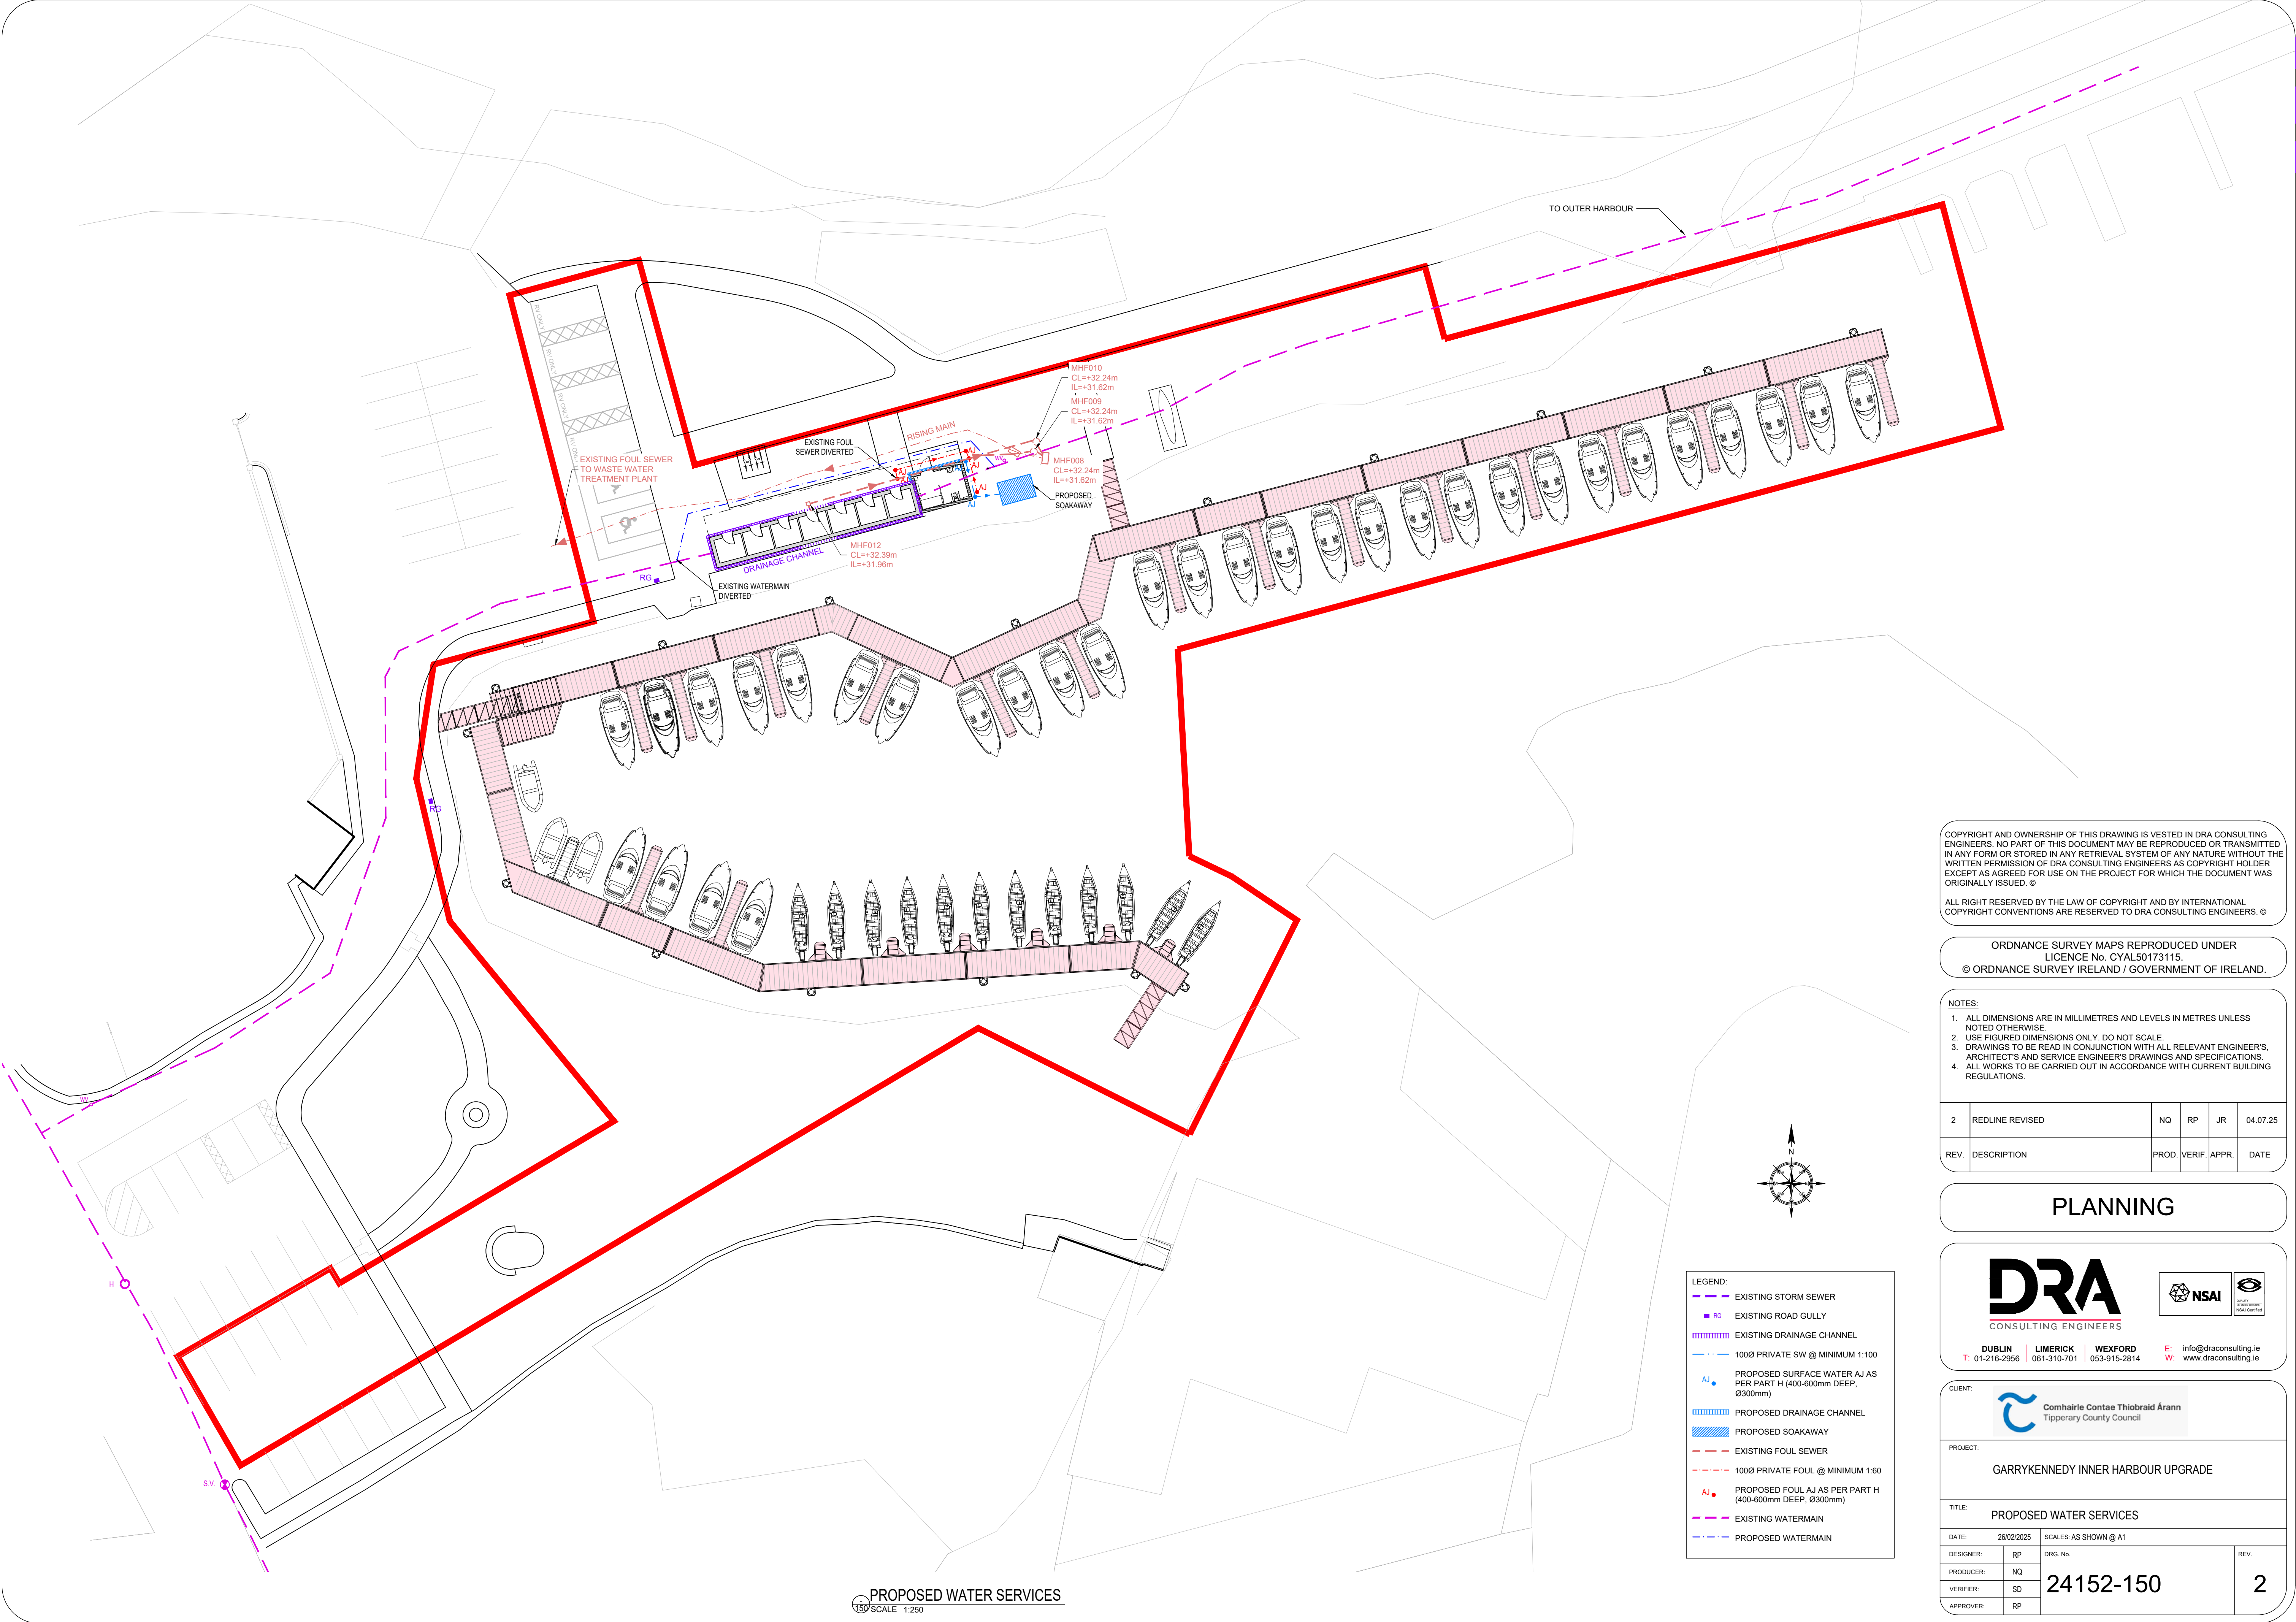 TO OUTER HARBOUR
RV ONLY
RV ONLY
RV ONLY
MHF010
CL=+32.24m
IL=+31.62m
MHF009
CL=+32.24m
IL=+31.62m
RISING MAIN
EXISTING FOUL
SEWER DIVERTED
EXISTING FOUL SEWER
TO WASTE WATER
TREATMENT PLANT
AJ
AJ
AJ
AJ
AJ
MHF008
CL=+32.24m
IL=+31.62m
PROPOSED
SOAKAWAY
MHF012
CL=+32.39m
IL=+31.96m
DRAINAGE CHANNEL
RG
EXISTING WATERMAIN
DIVERTED
RG
WV
H
S.V.
N
COPYRIGHT AND OWNERSHIP OF THIS DRAWING IS VESTED IN DRA CONSULTING
ENGINEERS. NO PART OF THIS DOCUMENT MAY BE REPRODUCED OR TRANSMITTED
IN ANY FORM OR STORED IN ANY RETRIEVAL SYSTEM OF ANY NATURE WITHOUT THE
WRITTEN PERMISSION OF DRA CONSULTING ENGINEERS AS COPYRIGHT HOLDER
EXCEPT AS AGREED FOR USE ON THE PROJECT FOR WHICH THE DOCUMENT WAS
ORIGINALLY ISSUED. ©
ALL RIGHT RESERVED BY THE LAW OF COPYRIGHT AND BY INTERNATIONAL
COPYRIGHT CONVENTIONS ARE RESERVED TO DRA CONSULTING ENGINEERS. ©
ORDNANCE SURVEY MAPS REPRODUCED UNDER
LICENCE No. CYAL50173115.
© ORDNANCE SURVEY IRELAND / GOVERNMENT OF IRELAND.
NOTES:
1. ALL DIMENSIONS ARE IN MILLIMETRES AND LEVELS IN METRES UNLESS
NOTED OTHERWISE.
2. USE FIGURED DIMENSIONS ONLY. DO NOT SCALE.
3. DRAWINGS TO BE READ IN CONJUNCTION WITH ALL RELEVANT ENGINEER'S,
ARCHITECT'S AND SERVICE ENGINEER'S DRAWINGS AND SPECIFICATIONS.
4. ALL WORKS TO BE CARRIED OUT IN ACCORDANCE WITH CURRENT BUILDING
REGULATIONS.
2 REDLINE REVISED NQ RP JR 04.07.25
REV. DESCRIPTION PROD. VERIF. APPR. DATE
PLANNING
DRA
CONSULTING ENGINEERS
NSAI
NSAI Certified
DUBLIN LIMERICK WEXFORD
T: 01-216-2956 061-310-701 053-915-2814
E: info@draconsulting.ie
W: www.draconsulting.ie
CLIENT:
Comhairle Contae Thiobraid Árann
Tipperary County Council
PROJECT:
GARRYKENNEDY INNER HARBOUR UPGRADE
TITLE:
PROPOSED WATER SERVICES
DATE: 26/02/2025 SCALES: AS SHOWN @ A1
DESIGNER: RP
PRODUCER: NQ
VERIFIER: SD
APPROVER: RP
DRG. No.
24152-150
REV.
2
LEGEND:
EXISTING STORM SEWER
RG EXISTING ROAD GULLY
EXISTING DRAINAGE CHANNEL
100Ø PRIVATE SW @ MINIMUM 1:100
AJ PROPOSED SURFACE WATER AJ AS
PER PART H (400-600mm DEEP,
Ø300mm)
PROPOSED DRAINAGE CHANNEL
PROPOSED SOAKAWAY
EXISTING FOUL SEWER
100Ø PRIVATE FOUL @ MINIMUM 1:60
AJ PROPOSED FOUL AJ AS PER PART H
(400-600mm DEEP, Ø300mm)
EXISTING WATERMAIN
PROPOSED WATERMAIN
PROPOSED WATER SERVICES
150 SCALE 1:250